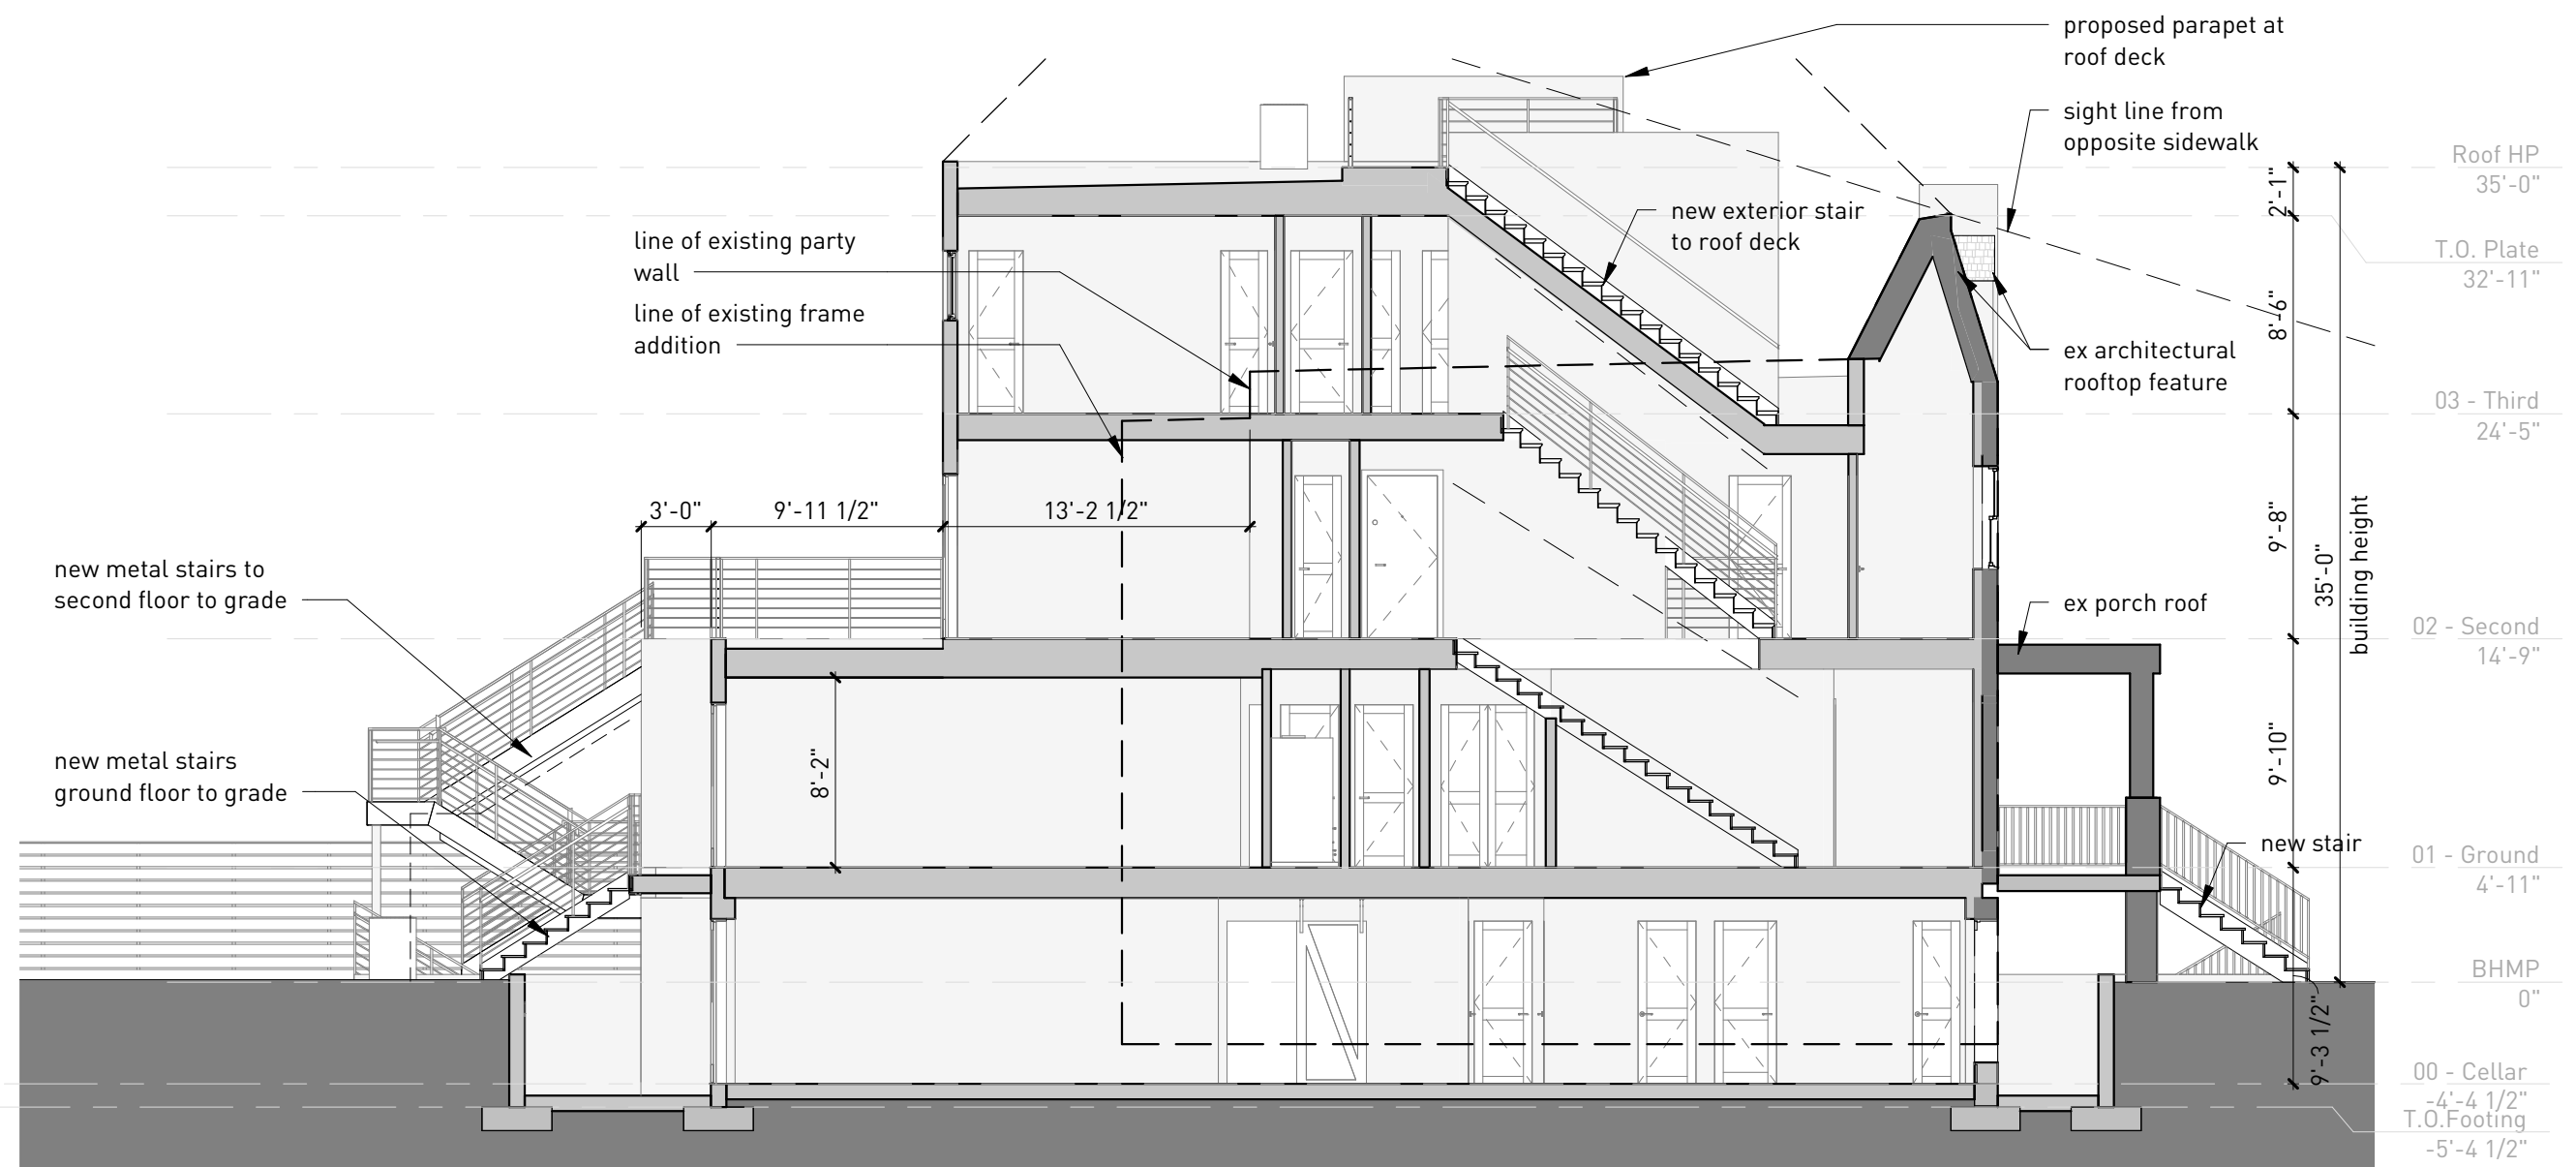 proposed parapet at
roof deck
sight line from
opposite sidewalk
Roof HP
35'-0"
2'-1"
new exterior stair
to roof deck
line of existing party
wall
T.O. Plate
32'-11"
line of existing frame
addition
8'-6"
ex architectural
rooftop feature
03 - Third
24'-5"
3'-0"
9'-11 1/2"
13'-2 1/2"
9'-8"
35'-0"
building height
new metal stairs to
second floor to grade
ex porch roof
02 - Second
14'-9"
new metal stairs
ground floor to grade
8'-2"
9'-10"
new stair
01 - Ground
4'-11"
BHMP
0"
9'-3 1/2"
00 - Cellar
-4'-4 1/2"
T.O.Footing
-5'-4 1/2"